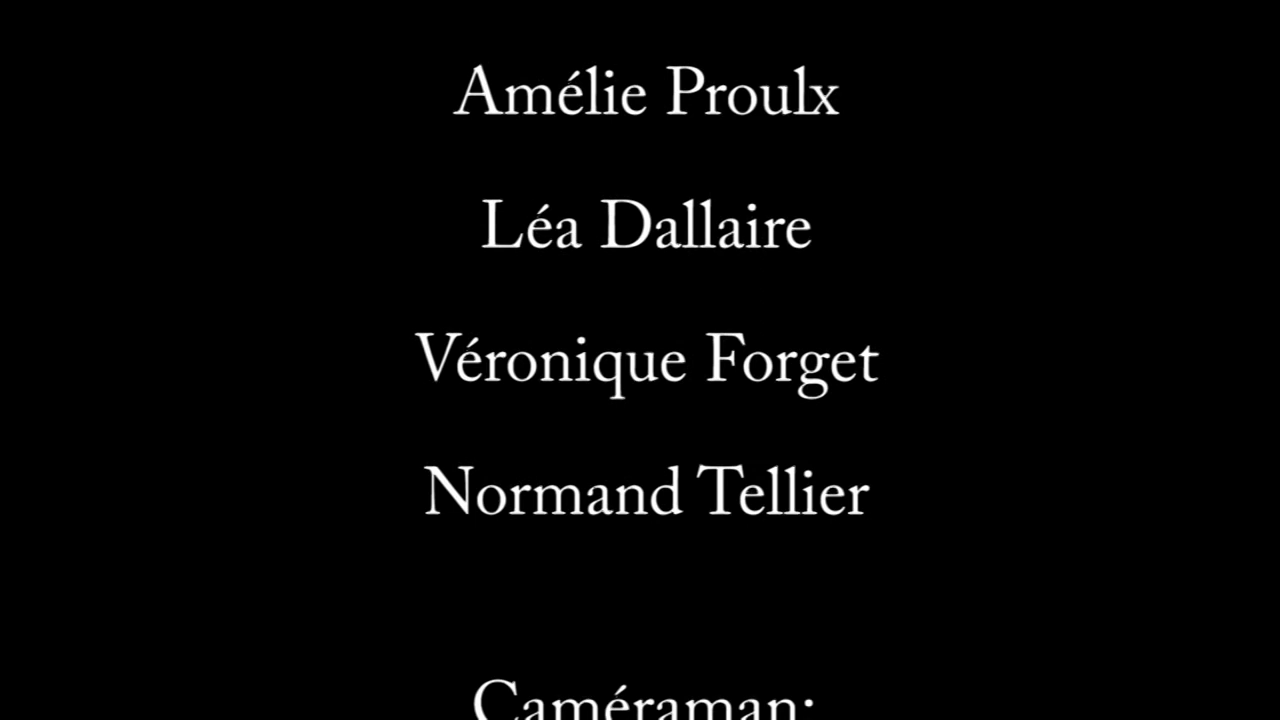 Amélie Proulx
Léa Dallaire
Véronique Forget
Normand Tellier
Caméraman: